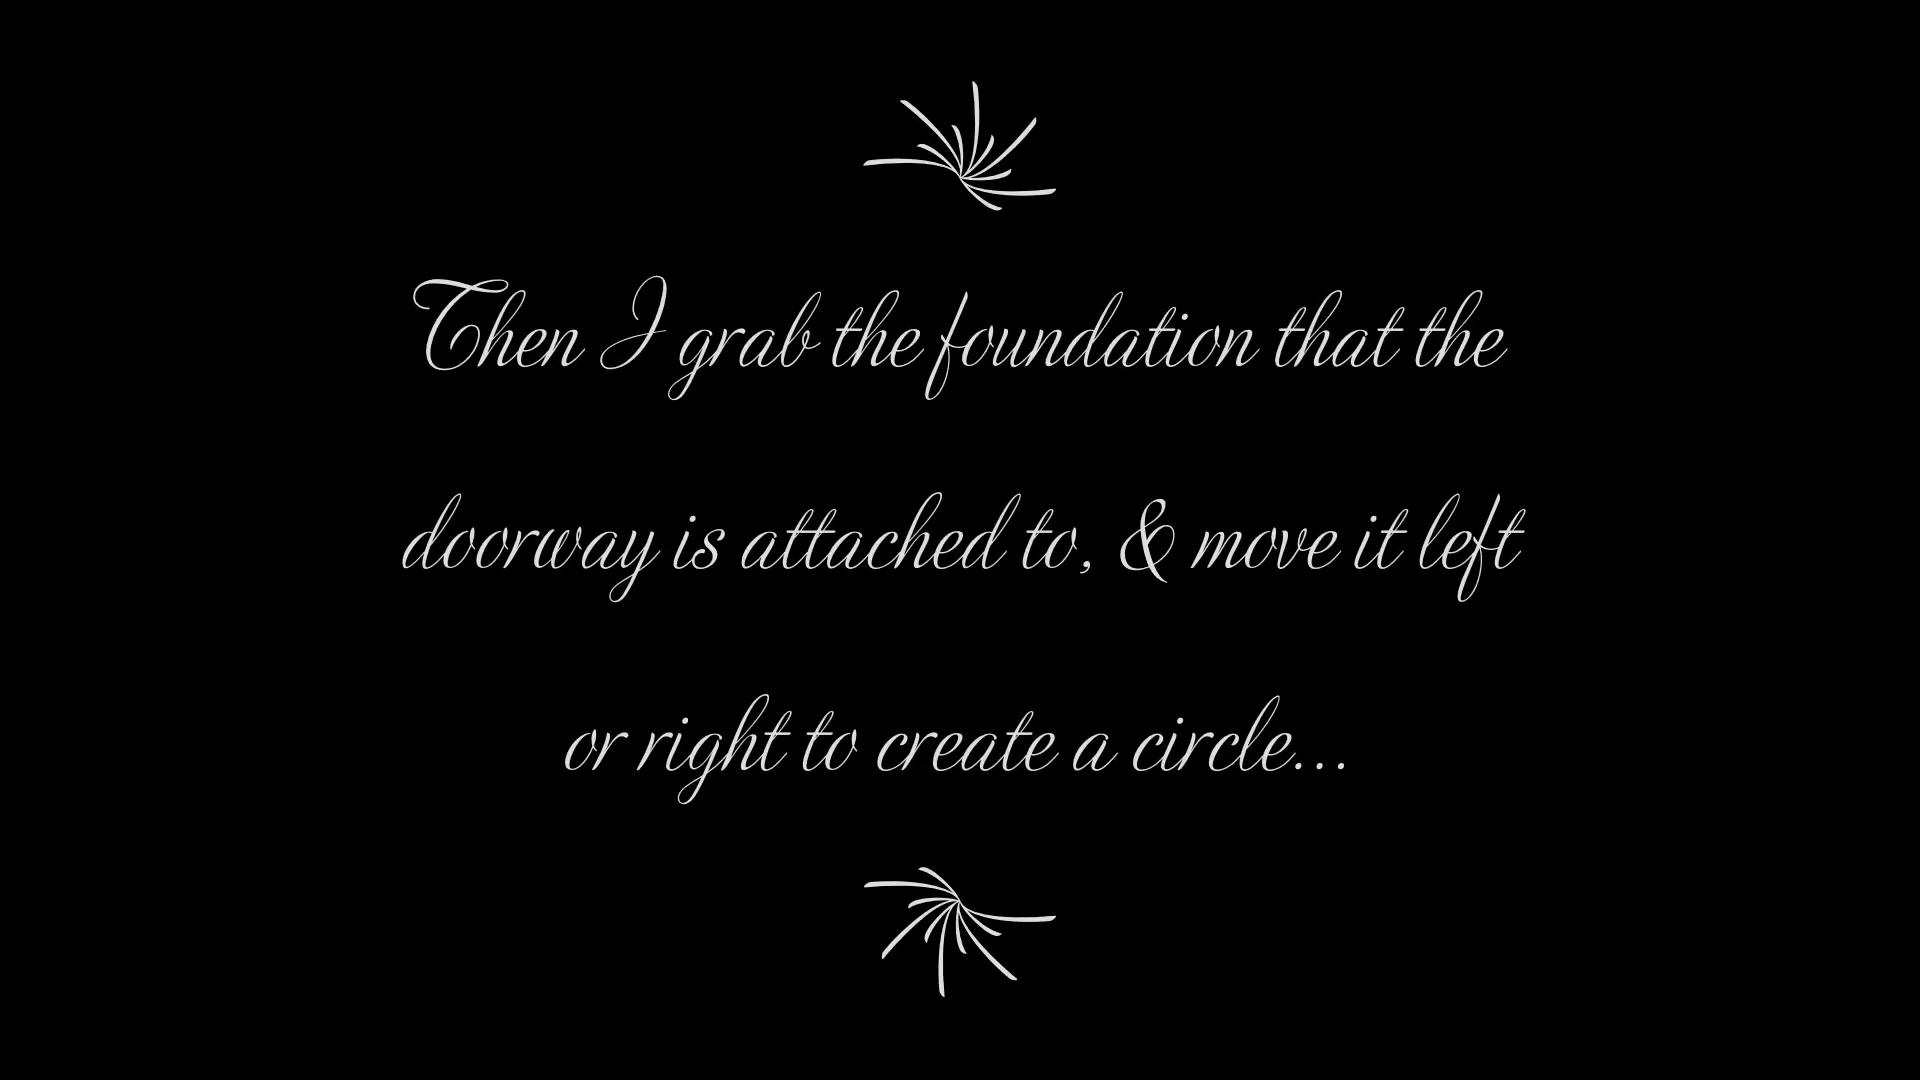 Then I grab the foundation that the
doorway is attached to, & move it left
or right to create a circle...